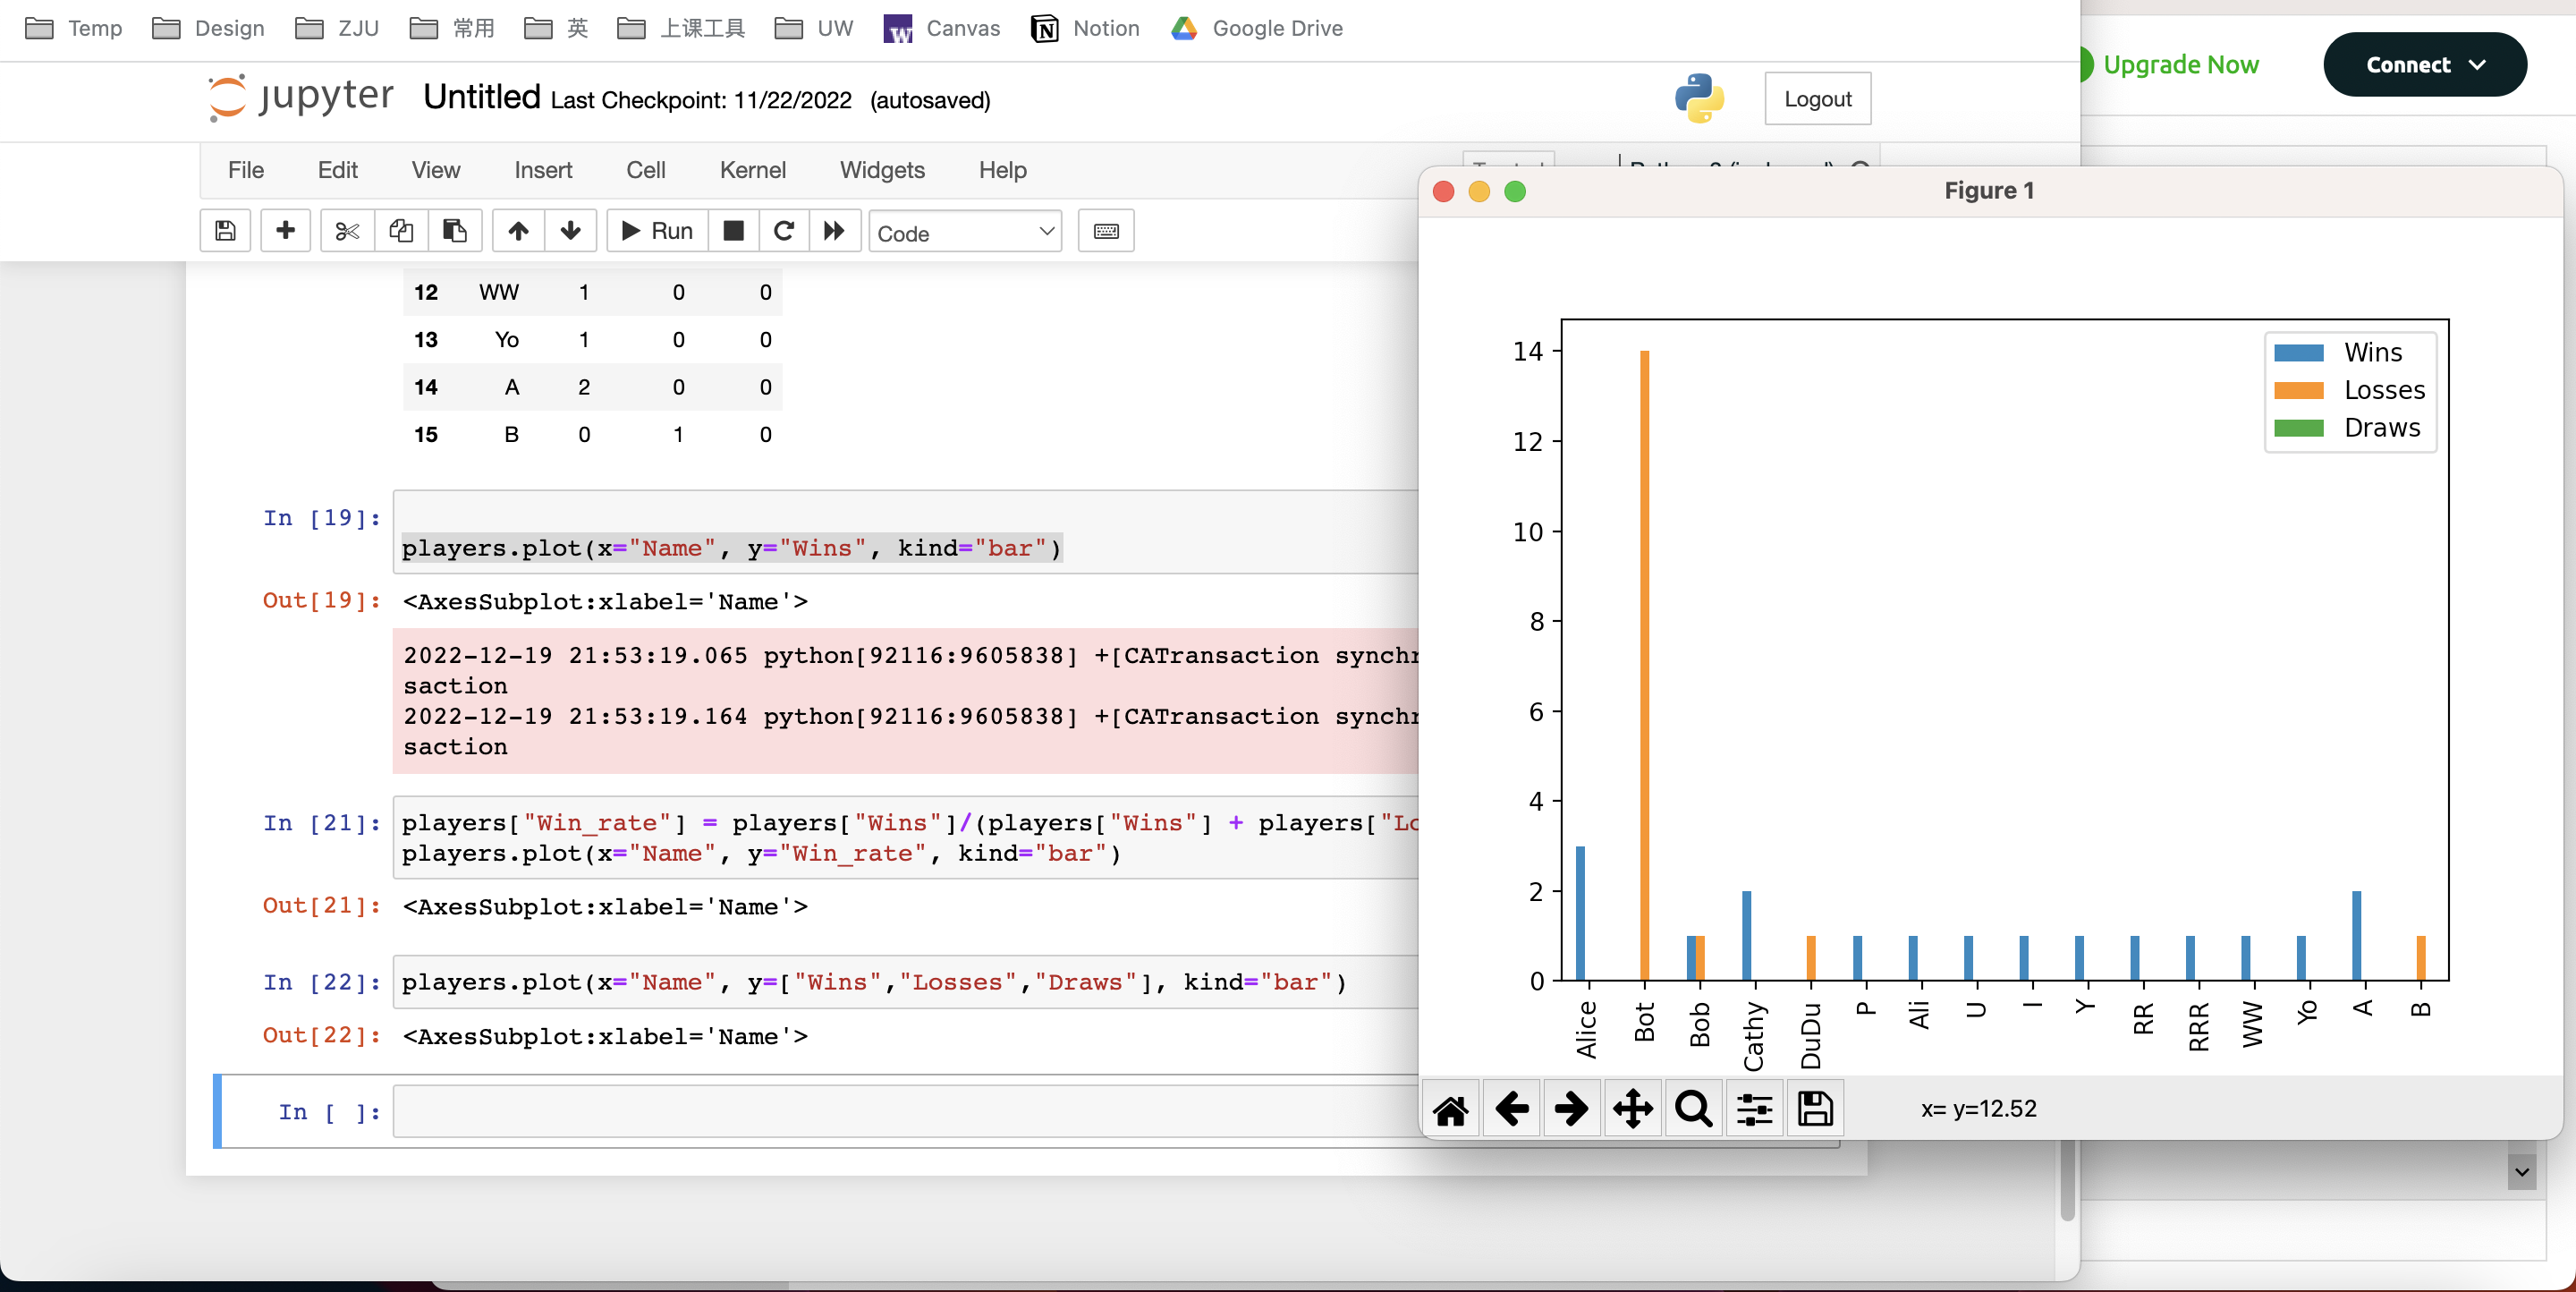 Temp Design ZJU 常用 英 上课工具 UW Canvas Notion Google Drive
Upgrade Now Connect
jupyter Untitled Last Checkpoint: 11/22/2022 (autosaved)
Logout
File Edit View Insert Cell Kernel Widgets Help
Run Code
12 WW 1 0 0
13 Yo 1 0 0
14 A 2 0 0
15 B 0 1 0
In [19]:
players.plot(x="Name", y="Wins", kind="bar")
Out[19]: <AxesSubplot:xlabel='Name'>
2022-12-19 21:53:19.065 python[92116:9605838] +[CATransaction synchr
saction
2022-12-19 21:53:19.164 python[92116:9605838] +[CATransaction synchr
saction
In [21]: players["Win_rate"] = players["Wins"]/(players["Wins"] + players["Lo
players.plot(x="Name", y="Win_rate", kind="bar")
Out[21]: <AxesSubplot:xlabel='Name'>
In [22]: players.plot(x="Name", y=["Wins","Losses","Draws"], kind="bar")
Out[22]: <AxesSubplot:xlabel='Name'>
In [ ]:
Figure 1
14
12
10
8
6
4
2
0
Wins
Losses
Draws
Alice Bot Bob Cathy DuDu P Ali U I Y RR RRR WW Yo A B
x= y=12.52